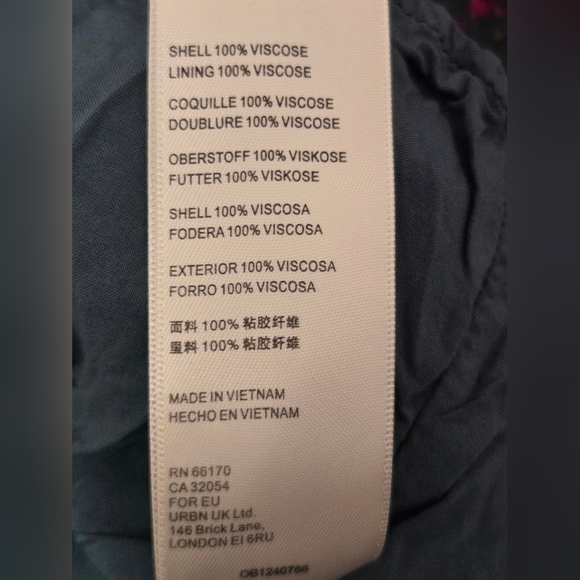 SHELL 100% VISCOSE
LINING 100% VISCOSE
COQUILLE 100% VISCOSE
DOUBLURE 100% VISCOSE
OBERSTOFF 100% VISKOSE
FUTTER 100% VISKOSE
SHELL 100% VISCOSA
FODERA 100% VISCOSA
EXTERIOR 100% VISCOSA
FORRO 100% VISCOSA
面料 100% 粘胶纤维
里料 100% 粘胶纤维
MADE IN VIETNAM
HECHO EN VIETNAM
RN 66170
CA 32054
FOR EU
URBN UK Ltd.
146 Brick Lane,
LONDON EI 6RU
OB1240766